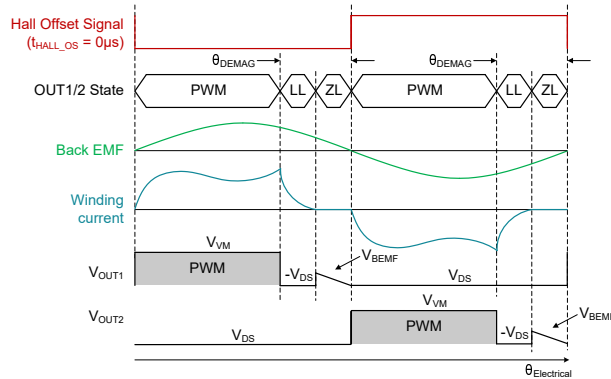 Hall Offset Signal
(tHALL_OS = 0µs)
θDEMAG
θDEMAG
OUT1/2 State
PWM
LL
ZL
PWM
LL
ZL
Back EMF
Winding
current
VVM
VBEMF
VOUT1
PWM
-VDS
VDS
VVM
VBEMF
VOUT2
VDS
PWM
-VDS
θElectrical